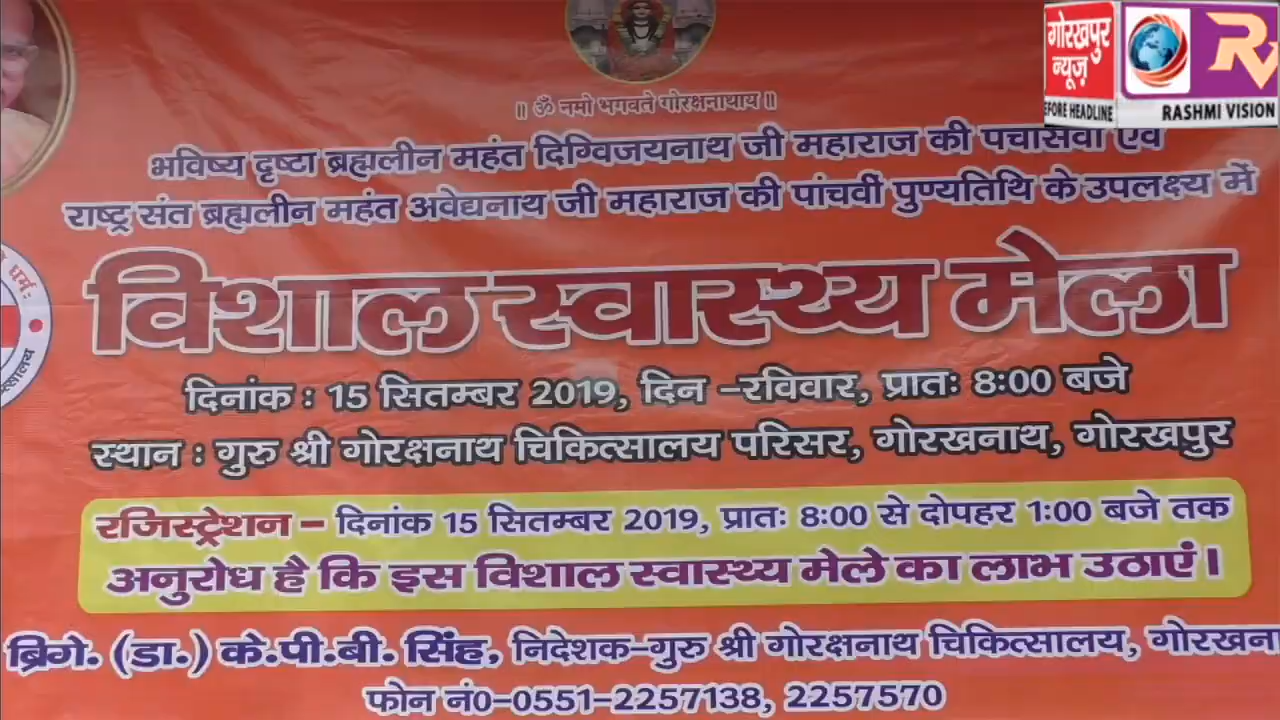 गोरखपुर
न्यूज़
EFORE HEADLINE
RASHMI VISION
॥ ॐ नमो भगवते गोरक्षनाथाय ॥
भविष्य दृष्टा ब्रह्मलीन महंत दिग्विजयनाथ जी महाराज की पचासवीं एवं
राष्ट्र संत ब्रह्मलीन महंत अवेद्यनाथ जी महाराज की पांचवीं पुण्यतिथि के उपलक्ष्य में
विशाल स्वास्थ्य मेला
दिनांक : 15 सितम्बर 2019, दिन –रविवार, प्रातः 8:00 बजे
स्थान : गुरु श्री गोरक्षनाथ चिकित्सालय परिसर, गोरखनाथ, गोरखपुर
रजिस्ट्रेशन – दिनांक 15 सितम्बर 2019, प्रातः 8:00 से दोपहर 1:00 बजे तक
अनुरोध है कि इस विशाल स्वास्थ्य मेले का लाभ उठाएं।
ब्रिगे. (डा.) के.पी.बी. सिंह, निदेशक–गुरु श्री गोरक्षनाथ चिकित्सालय, गोरखना
फोन नं0–0551–2257138, 2257570